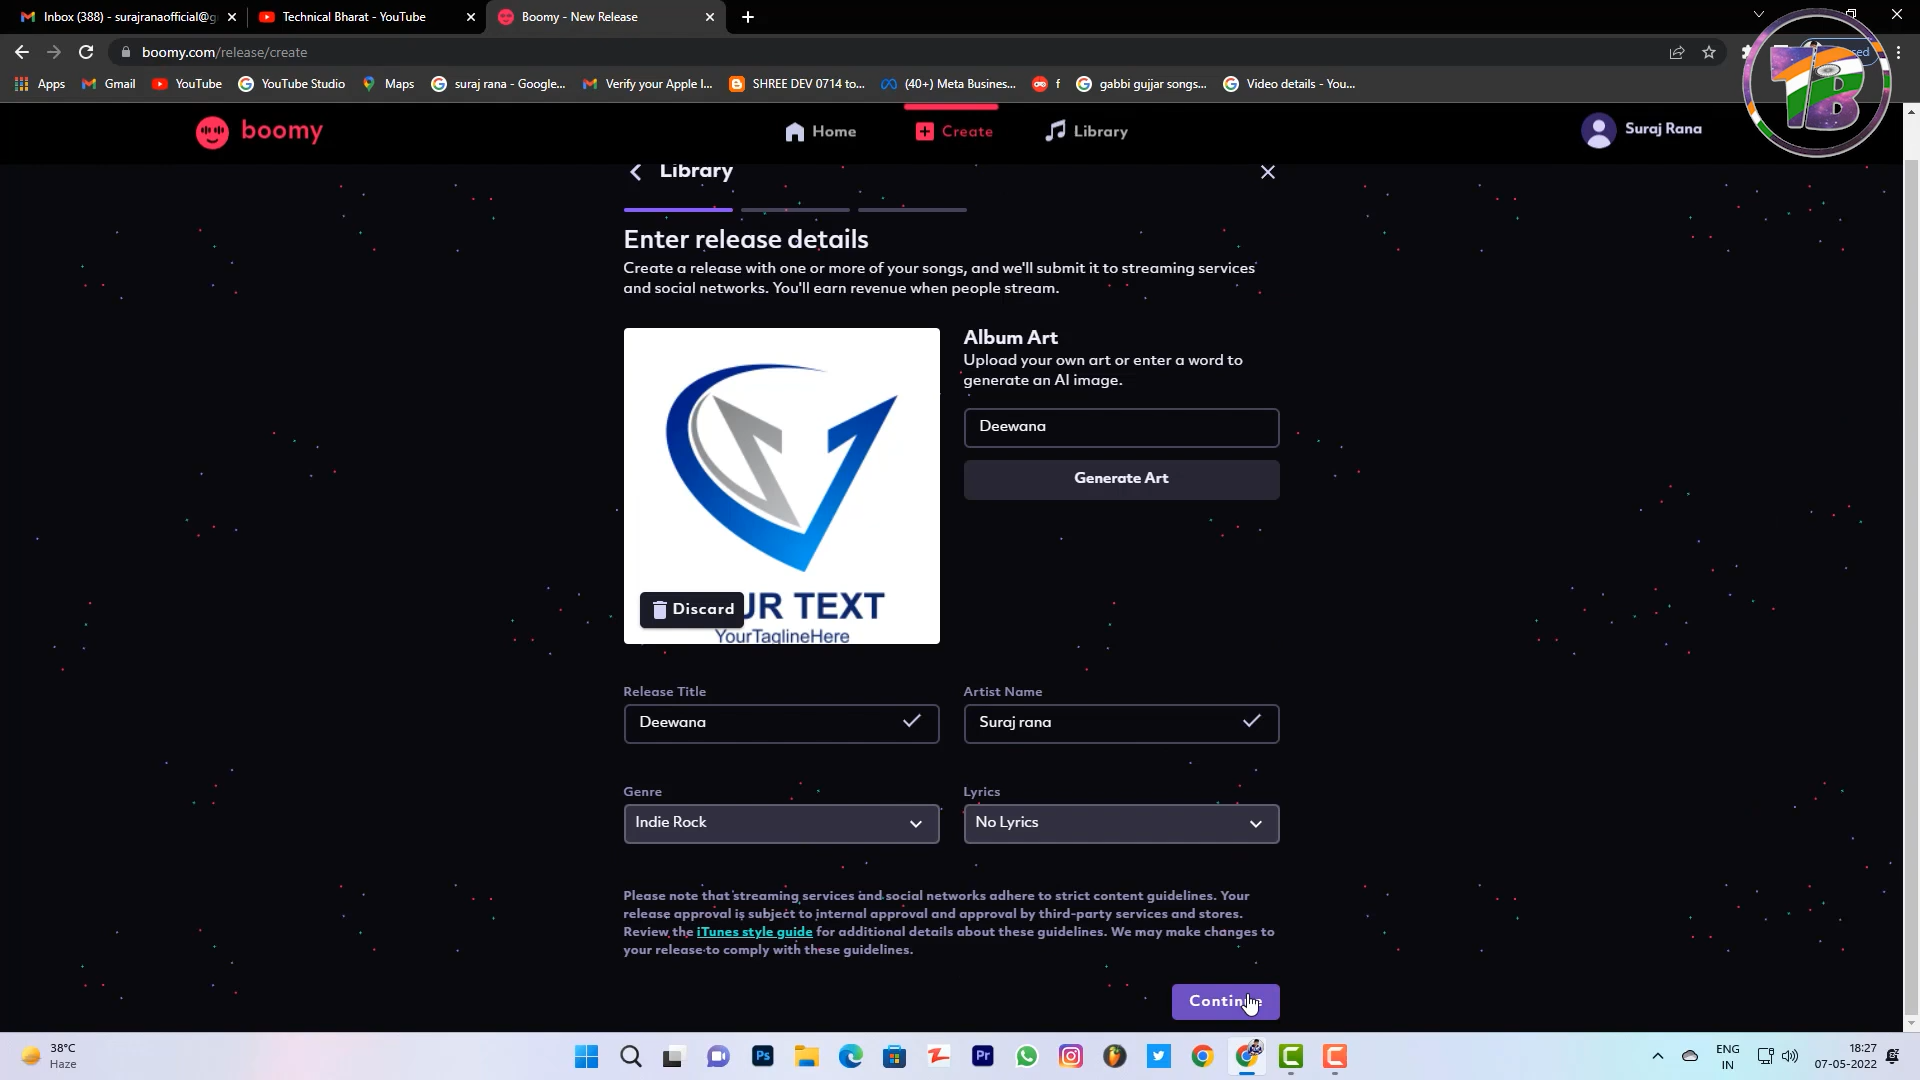 Inbox (388) - surajranaofficial@g
Technical Bharat - YouTube
Boomy - New Release
boomy.com/release/create
Apps
Gmail
YouTube
YouTube Studio
Maps
suraj rana - Google...
Verify your Apple I...
SHREE DEV 0714 to...
(40+) Meta Business...
f
gabbi gujjar songs...
Video details - You...
TB
boomy
Home
Create
Library
Suraj Rana
Library
Enter release details
Create a release with one or more of your songs, and we'll submit it to streaming services
and social networks. You'll earn revenue when people stream.
Album Art
Upload your own art or enter a word to
generate an AI image.
Deewana
Generate Art
Discard
UR TEXT
YourTaglineHere
Release Title
Artist Name
Deewana
Suraj rana
Genre
Lyrics
Indie Rock
No Lyrics
Please note that streaming services and social networks adhere to strict content guidelines. Your
release approval is subject to internal approval and approval by third-party services and stores.
Review the iTunes style guide for additional details about these guidelines. We may make changes to
your release to comply with these guidelines.
Continue
38°C
Haze
Ps
Pr
ENG
IN
18:27
07-05-2022